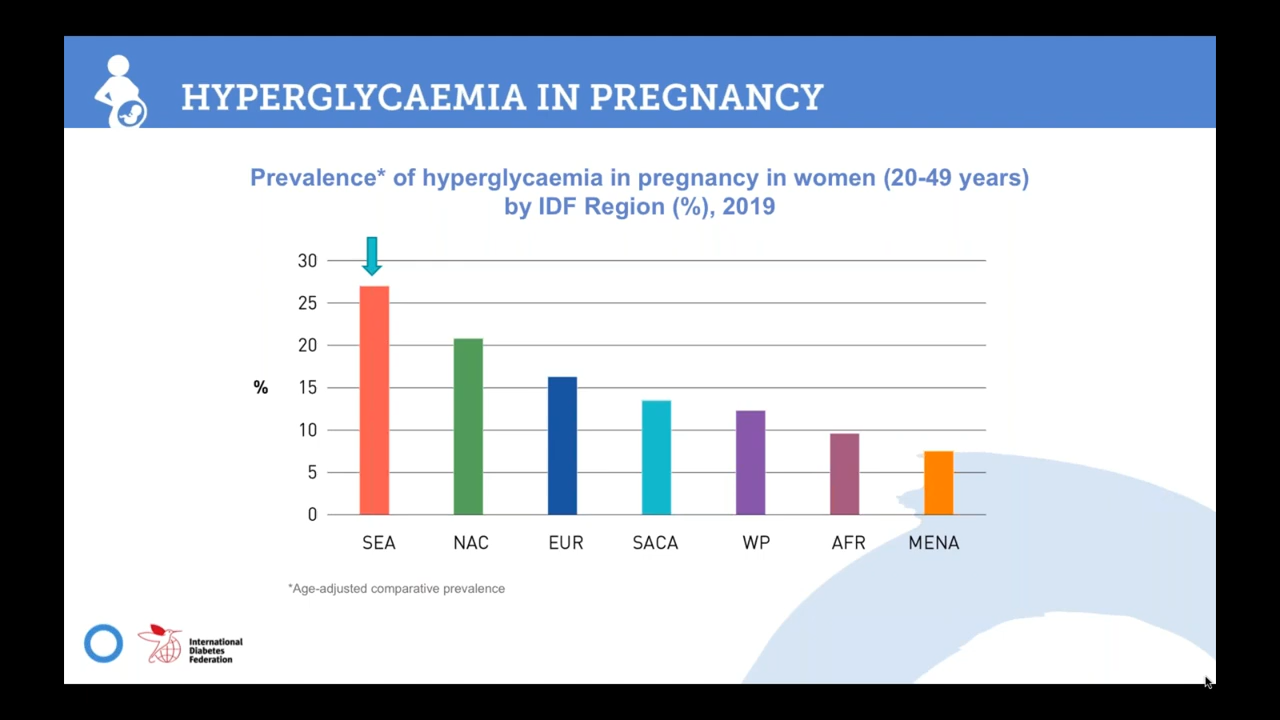 HYPERGLYCAEMIA IN PREGNANCY
Prevalence* of hyperglycaemia in pregnancy in women (20-49 years)
by IDF Region (%), 2019
30
25
20
% 15
10
5
0
SEA NAC EUR SACA WP AFR MENA
*Age-adjusted comparative prevalence
International
Diabetes
Federation